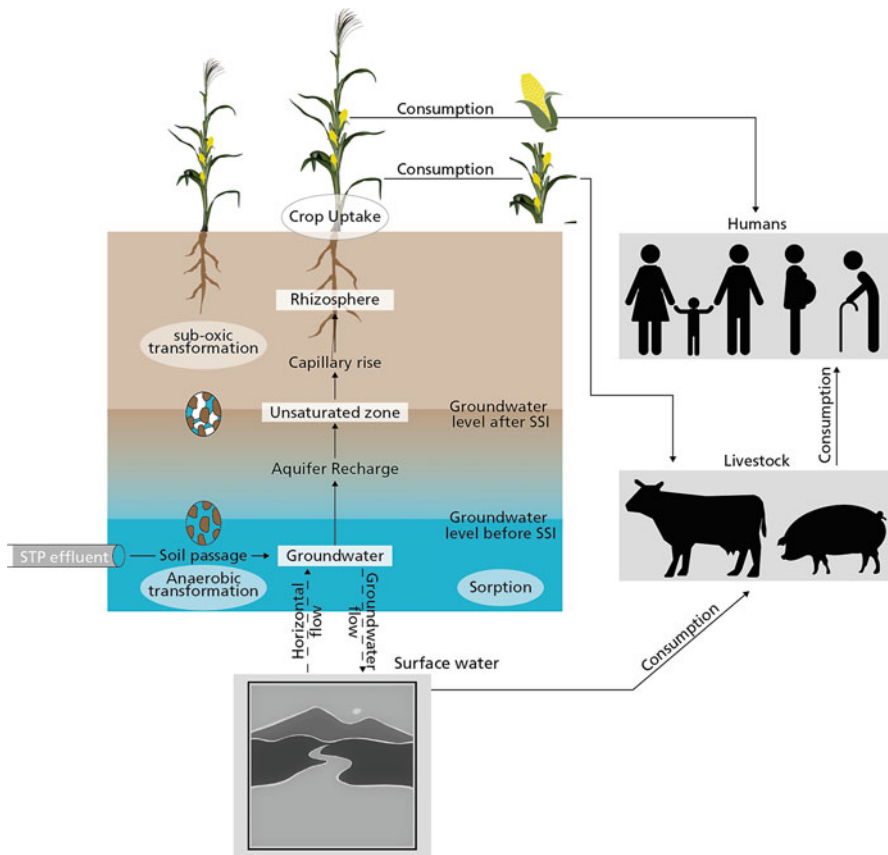 Consumption
Consumption
Crop Uptake
Humans
Rhizosphere
sub-oxic
transformation
Capillary rise
Unsaturated zone
Groundwater
level after SSI
Consumption
Aquifer Recharge
Livestock
Groundwater
level before SSI
STP effluent
Soil passage
Groundwater
Anaerobic
transformation
Sorption
Horizontal
flow
Groundwater
flow
Surface water
Consumption